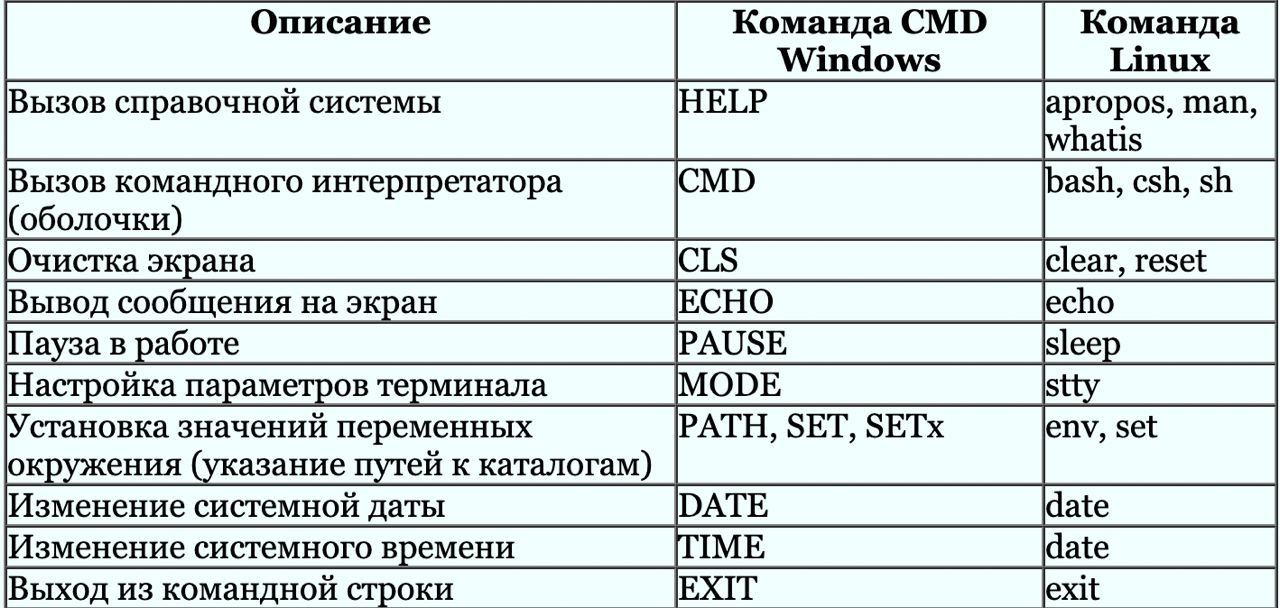 Описание
Команда CMD
Windows
Команда
Linux
Вызов справочной системы
HELP
apropos, man,
whatis
Вызов командного интерпретатора
(оболочки)
CMD
bash, csh, sh
Очистка экрана
CLS
clear, reset
Вывод сообщения на экран
ECHO
echo
Пауза в работе
PAUSE
sleep
Настройка параметров терминала
MODE
stty
Установка значений переменных
окружения (указание путей к каталогам)
PATH, SET, SETx
env, set
Изменение системной даты
DATE
date
Изменение системного времени
TIME
date
Выход из командной строки
EXIT
exit